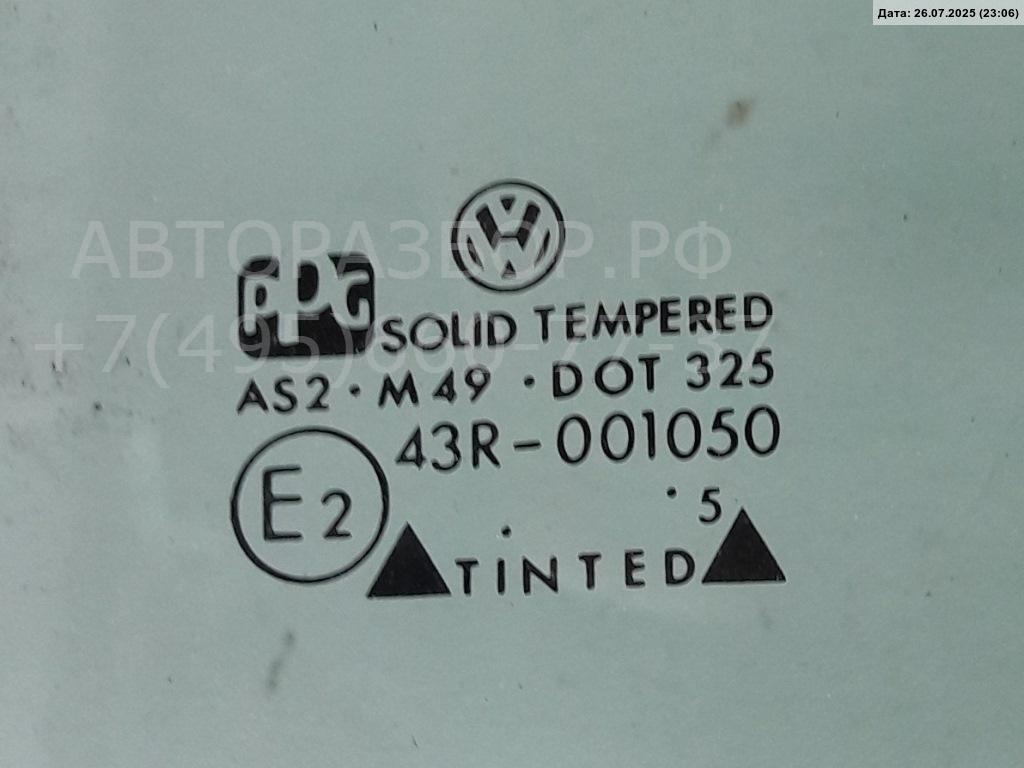 Дата: 26.07.2025 (23:06)
АВТОРАЗБОР.РФ
PPG
SOLID TEMPERED
AS2 · M 49 · DOT 325
43R-001050
E2
· 5
TINTED